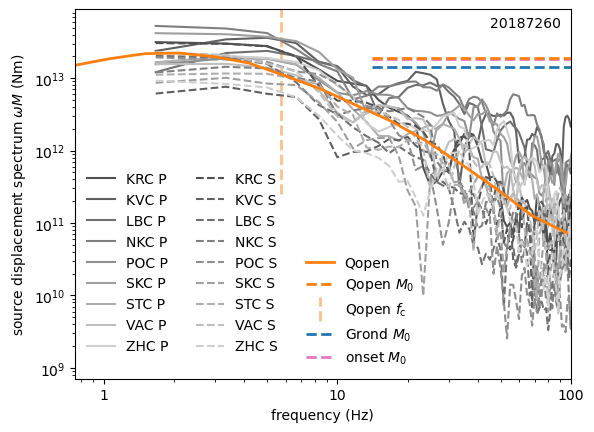 20187260
source displacement spectrum ωM (Nm)
10¹³
10¹²
10¹¹
10¹⁰
10⁹
KRC P
KVC P
LBC P
NKC P
POC P
SKC P
STC P
VAC P
ZHC P
KRC S
KVC S
LBC S
NKC S
POC S
SKC S
STC S
VAC S
ZHC S
Qopen
Qopen M₀
Qopen f_c
Grond M₀
onset M₀
1
10
100
frequency (Hz)